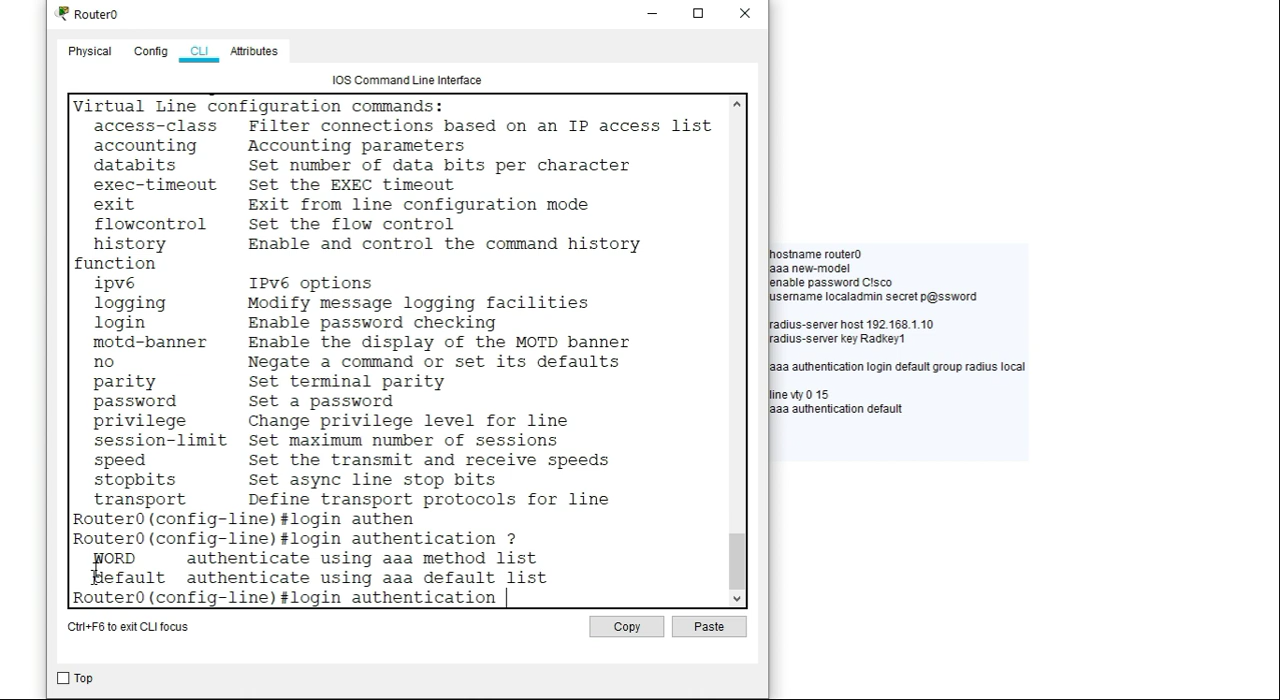 Router0
Physical Config CLI Attributes
IOS Command Line Interface
Virtual Line configuration commands:
access-class Filter connections based on an IP access list
accounting Accounting parameters
databits Set number of data bits per character
exec-timeout Set the EXEC timeout
exit Exit from line configuration mode
flowcontrol Set the flow control
history Enable and control the command history
function
ipv6 IPv6 options
logging Modify message logging facilities
login Enable password checking
motd-banner Enable the display of the MOTD banner
no Negate a command or set its defaults
parity Set terminal parity
password Set a password
privilege Change privilege level for line
session-limit Set maximum number of sessions
speed Set the transmit and receive speeds
stopbits Set async line stop bits
transport Define transport protocols for line
Router0(config-line)#login authen
Router0(config-line)#login authentication ?
WORD authenticate using aaa method list
default authenticate using aaa default list
Router0(config-line)#login authentication
Ctrl+F6 to exit CLI focus
Copy Paste
Top
hostname router0
aaa new-model
enable password C!sco
username localadmin secret p@ssword
radius-server host 192.168.1.10
radius-server key Radkey1
aaa authentication login default group radius local
line vty 0 15
aaa authentication default